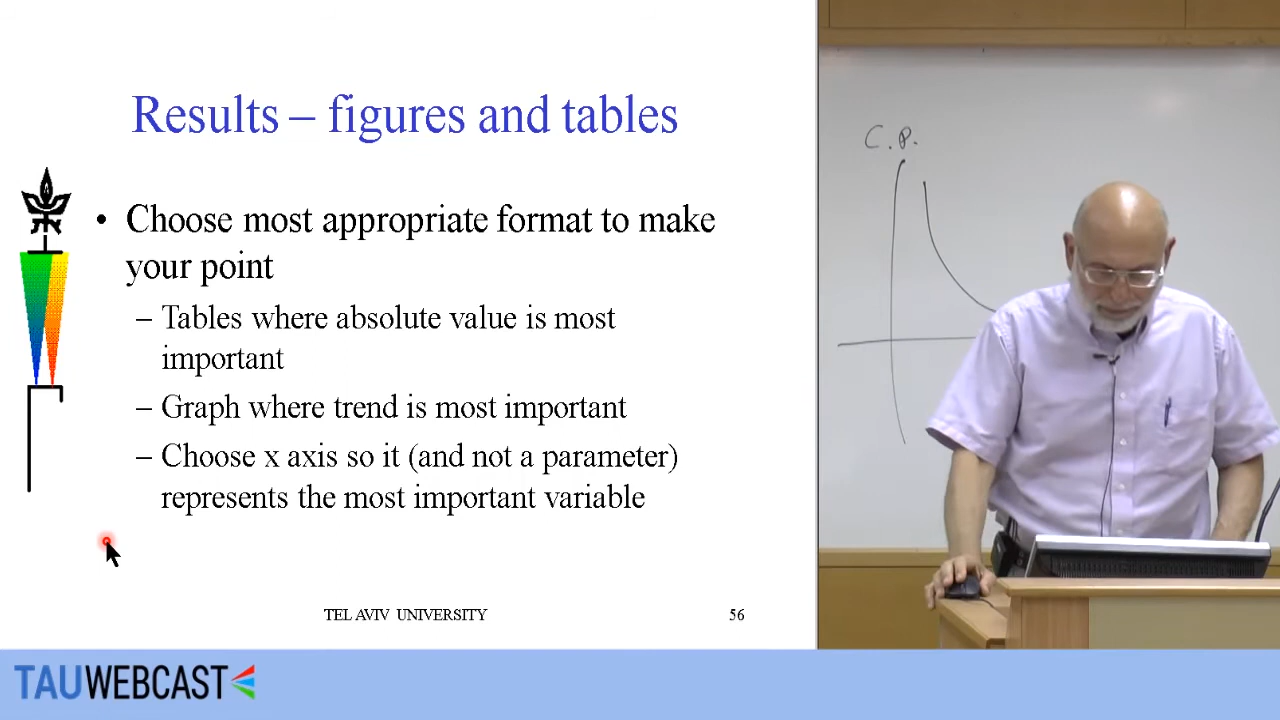 Results – figures and tables
• Choose most appropriate format to make
your point
– Tables where absolute value is most
important
– Graph where trend is most important
– Choose x axis so it (and not a parameter)
represents the most important variable
TEL AVIV UNIVERSITY
56
C.P.
TAUWEBCAST